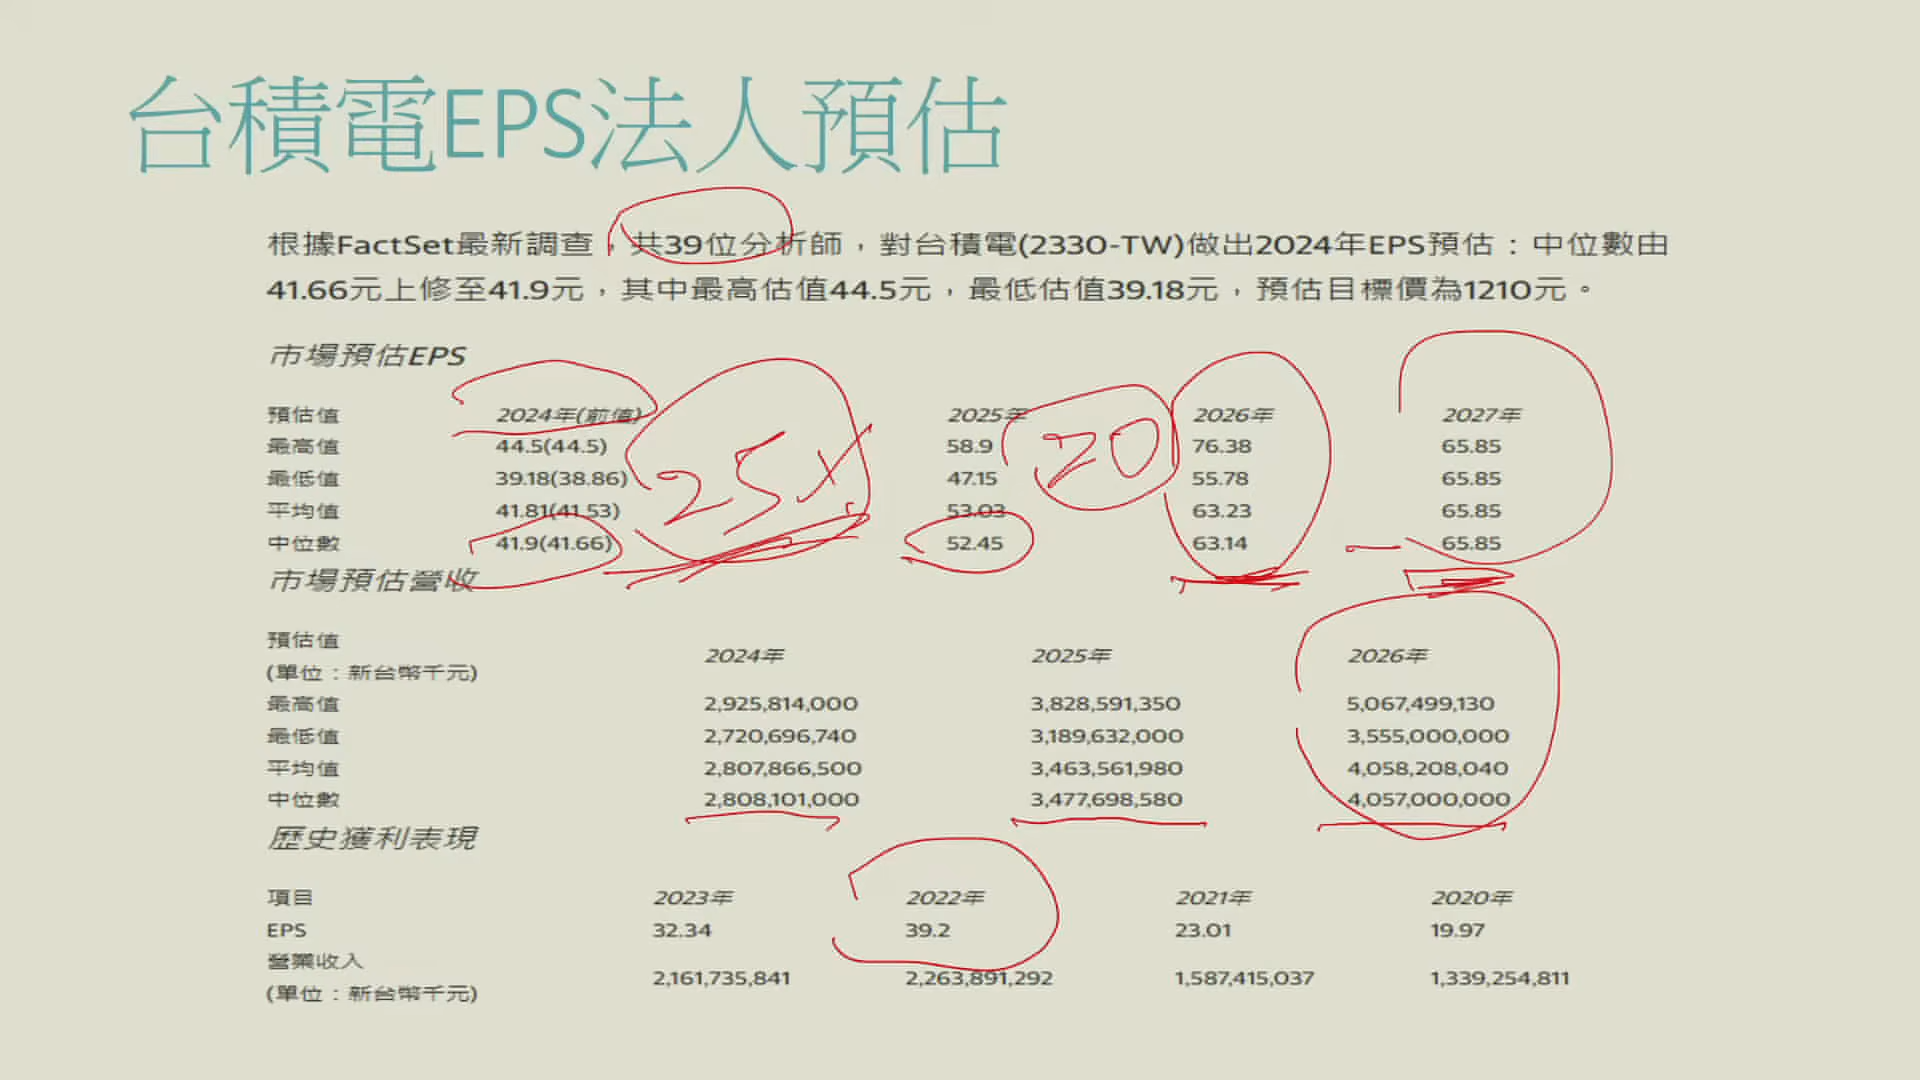 台積電EPS法人預估
根據FactSet最新調查，共39位分析師，對台積電(2330-TW)做出2024年EPS預估：中位數由
41.66元上修至41.9元，其中最高估值44.5元，最低估值39.18元，預估目標價為1210元。
市場預估EPS
預估值 2024年(前值) 2025年 2026年 2027年
最高值 44.5(44.5) 58.9 76.38 65.85
最低值 39.18(38.86) 47.15 55.78 65.85
平均值 41.81(41.53) 53.03 63.23 65.85
中位數 41.9(41.66) 52.45 63.14 65.85
25x
20
市場預估營收
預估值
(單位：新台幣千元) 2024年 2025年 2026年
最高值 2,925,814,000 3,828,591,350 5,067,499,130
最低值 2,720,696,740 3,189,632,000 3,555,000,000
平均值 2,807,866,500 3,463,561,980 4,058,208,040
中位數 2,808,101,000 3,477,698,580 4,057,000,000
歷史獲利表現
項目 2023年 2022年 2021年 2020年
EPS 32.34 39.2 23.01 19.97
營業收入
(單位：新台幣千元) 2,161,735,841 2,263,891,292 1,587,415,037 1,339,254,811